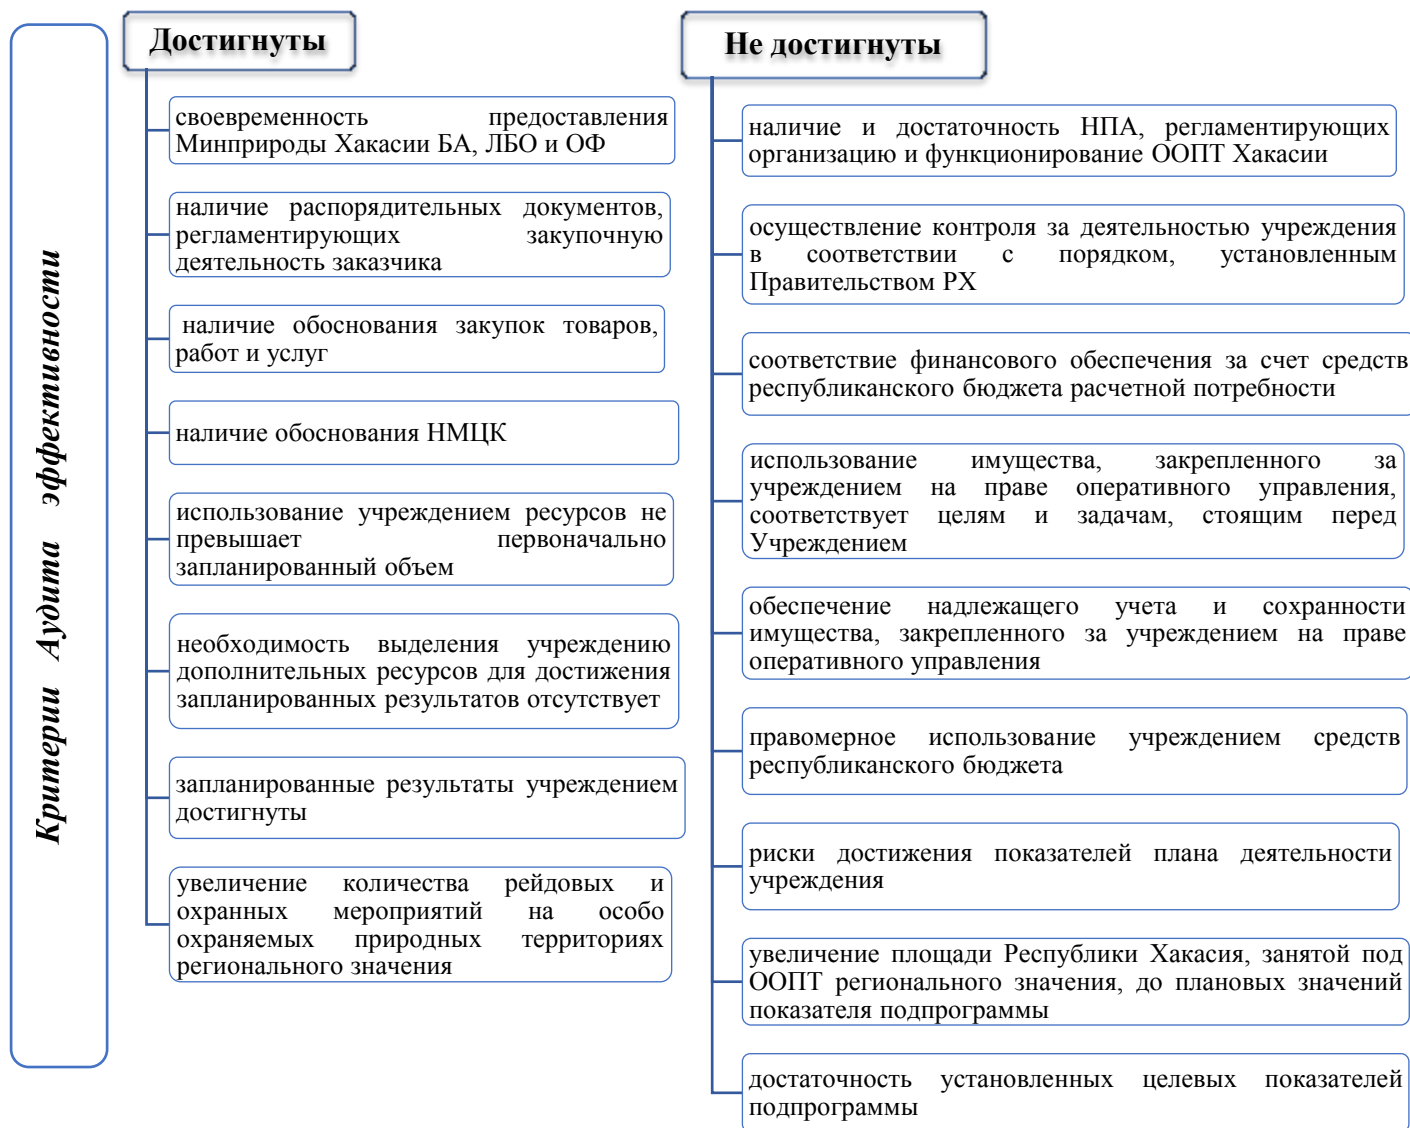 Критерии Аудита эффективности
Достигнуты
своевременность предоставления
Минприроды Хакасии БА, ЛБО и ОФ
наличие распорядительных документов,
регламентирующих закупочную
деятельность заказчика
наличие обоснования закупок товаров,
работ и услуг
наличие обоснования НМЦК
использование учреждением ресурсов не
превышает первоначально
запланированный объем
необходимость выделения учреждению
дополнительных ресурсов для достижения
запланированных результатов отсутствует
запланированные результаты учреждением
достигнуты
увеличение количества рейдовых и
охранных мероприятий на особо
охраняемых природных территориях
регионального значения
Не достигнуты
наличие и достаточность НПА, регламентирующих
организацию и функционирование ООПТ Хакасии
осуществление контроля за деятельностью учреждения
в соответствии с порядком, установленным
Правительством РХ
соответствие финансового обеспечения за счет средств
республиканского бюджета расчетной потребности
использование имущества, закрепленного за
учреждением на праве оперативного управления,
соответствует целям и задачам, стоящим перед
Учреждением
обеспечение надлежащего учета и сохранности
имущества, закрепленного за учреждением на праве
оперативного управления
правомерное использование учреждением средств
республиканского бюджета
риски достижения показателей плана деятельности
учреждения
увеличение площади Республики Хакасия, занятой под
ООПТ регионального значения, до плановых значений
показателя подпрограммы
достаточность установленных целевых показателей
подпрограммы